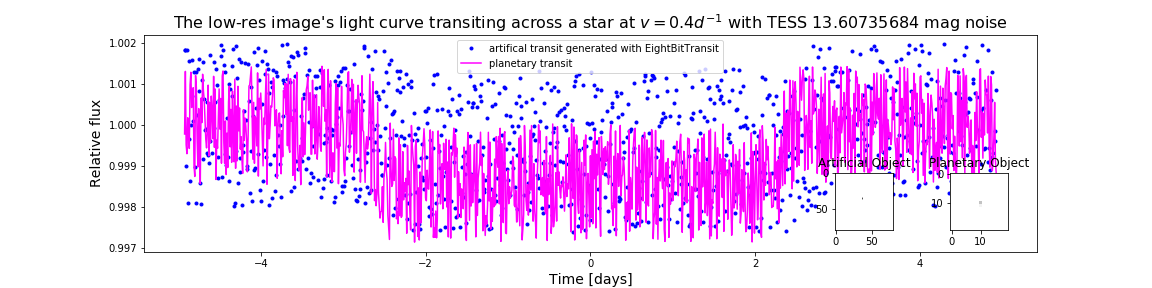 The low-res image's light curve transiting across a star at v = 0.4d⁻¹ with TESS 13.60735684 mag noise
artifical transit generated with EightBitTransit
planetary transit
Relative flux
1.002
1.001
1.000
0.999
0.998
0.997
Artificial Object
0
50
0 50
Planetary Object
0
10
0 10
−4 −2 0 2 4
Time [days]